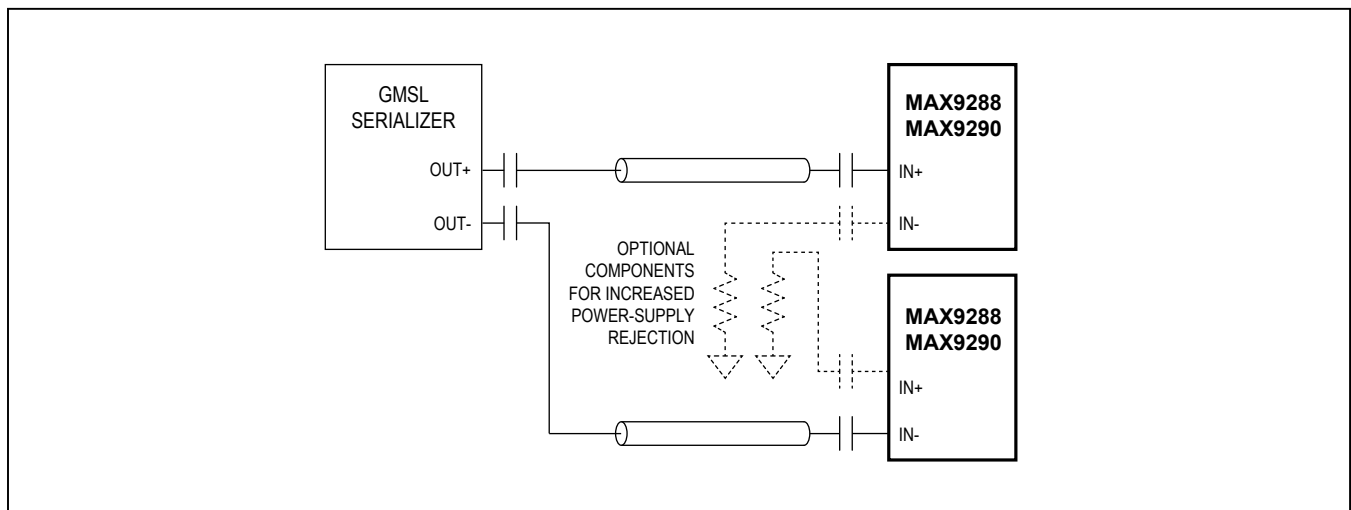 GMSL
SERIALIZER
OUT+
OUT-
MAX9288
MAX9290
IN+
IN-
OPTIONAL
COMPONENTS
FOR INCREASED
POWER-SUPPLY
REJECTION
MAX9288
MAX9290
IN+
IN-